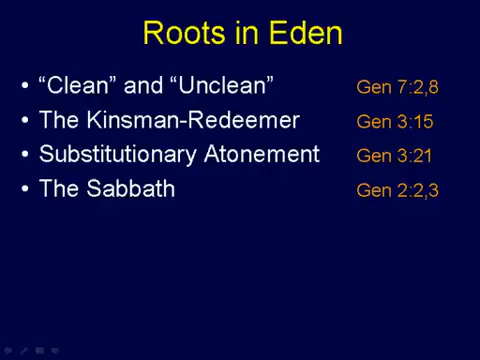 Roots in Eden
• “Clean” and “Unclean” Gen 7:2,8
• The Kinsman-Redeemer Gen 3:15
• Substitutionary Atonement Gen 3:21
• The Sabbath Gen 2:2,3